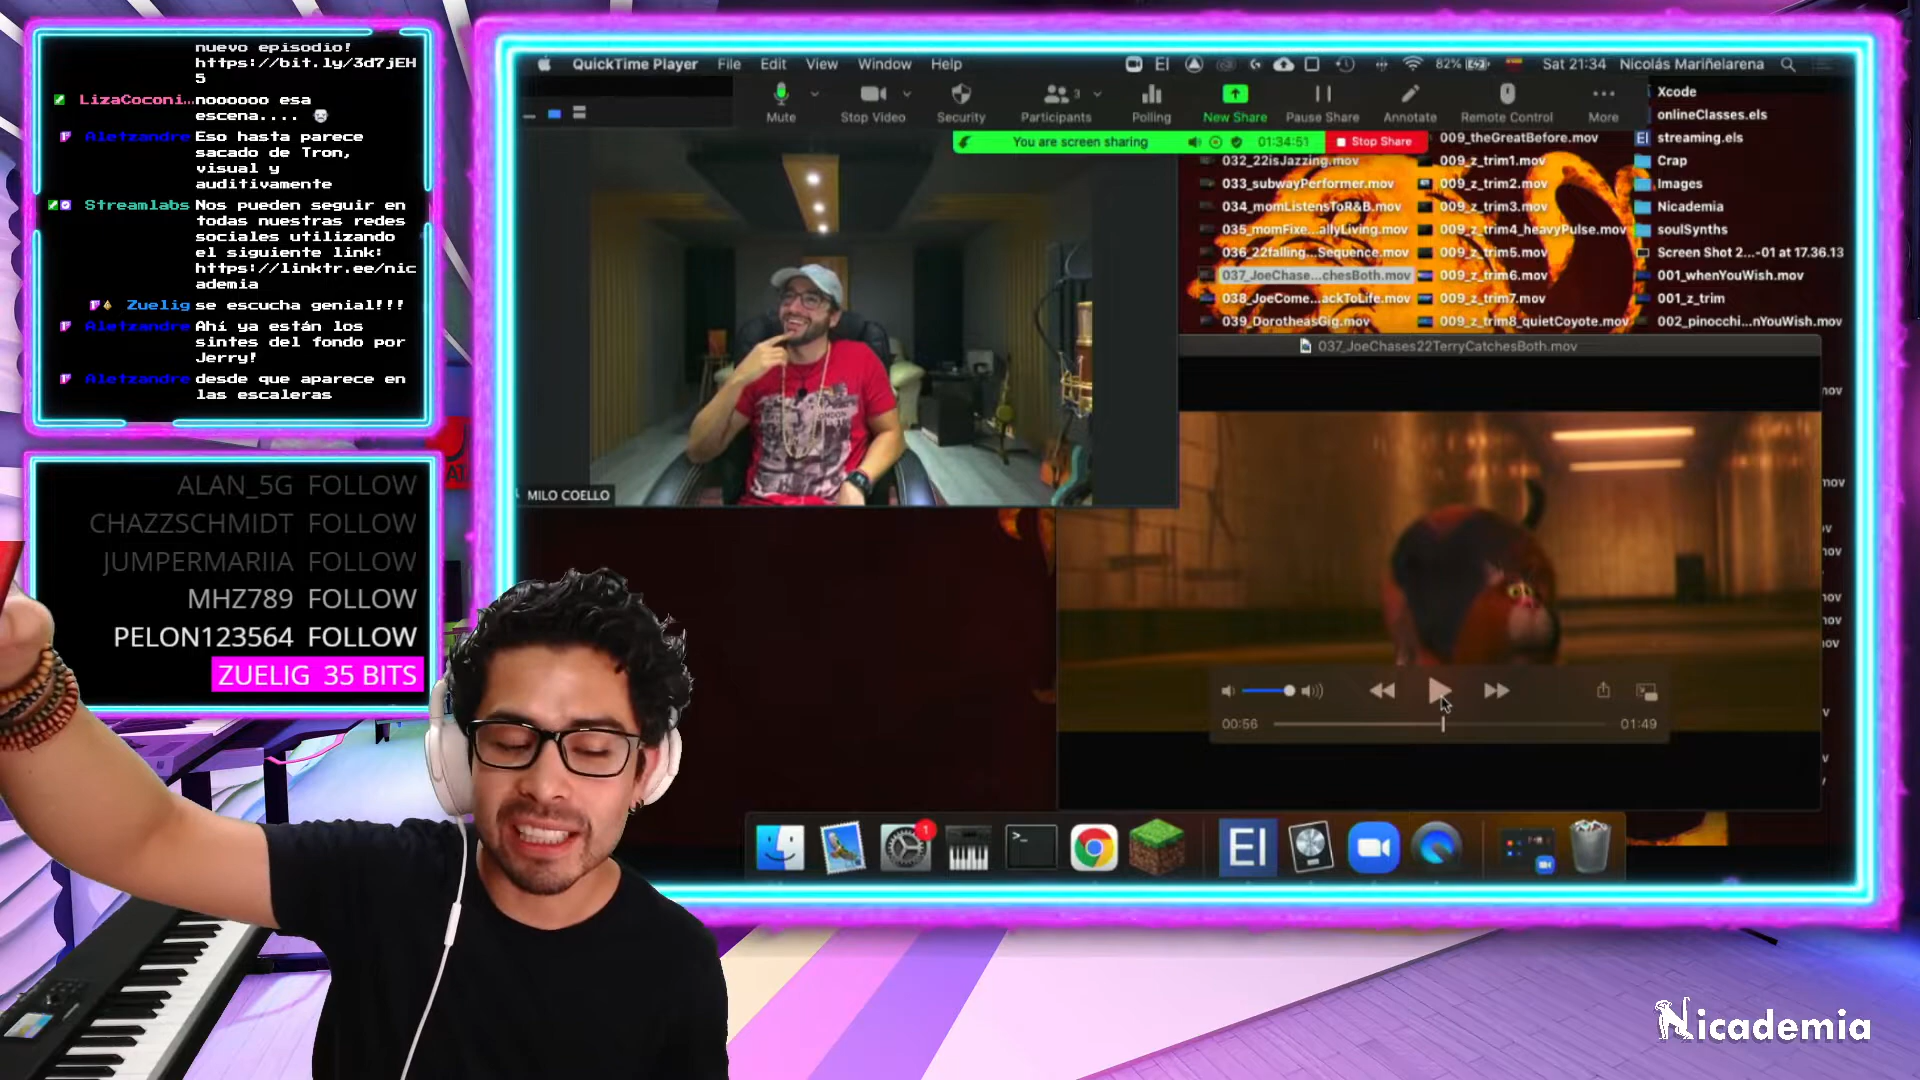 nuevo episodio!
https://bit.ly/3d7jEH
5
LizaCoconi… noooooo esa
escena....
Aletzandre Eso hasta parece
sacado de Tron,
visual y
auditivamente
Streamlabs Nos pueden seguir en
todas nuestras redes
sociales utilizando
el siguiente link:
https://linktr.ee/nic
ademia
Zuelig se escucha genial!!!
Aletzandre Ahí ya están los
sintes del fondo por
Jerry!
Aletzandre desde que aparece en
las escaleras
ALAN_5G FOLLOW
CHAZZSCHMIDT FOLLOW
JUMPERMARIIA FOLLOW
MHZ789 FOLLOW
PELON123564 FOLLOW
ZUELIG 35 BITS
QuickTime Player File Edit View Window Help
82% Sat 21:34 Nicolás Mariñelarena
3
Mute Stop Video Security Participants Polling New Share Pause Share Annotate Remote Control More
You are screen sharing 01:34:51 Stop Share
MILO COELLO
032_22isJazzing.mov
033_subwayPerformer.mov
034_momListensToR&B.mov
035_momFixe...allyLiving.mov
036_22falling...Sequence.mov
037_JoeChase...chesBoth.mov
038_JoeCome...ackToLife.mov
039_DorotheasGig.mov
009_theGreatBefore.mov
009_z_trim1.mov
009_z_trim2.mov
009_z_trim3.mov
009_z_trim4_heavyPulse.mov
009_z_trim5.mov
009_z_trim6.mov
009_z_trim7.mov
009_z_trim8_quietCoyote.mov
Xcode
onlineClasses.els
streaming.els
Crap
Images
Nicademia
soulSynths
Screen Shot 2...-01 at 17.36.13
001_whenYouWish.mov
001_z_trim
002_pinocchi...nYouWish.mov
037_JoeChases22TerryCatchesBoth.mov
00:56
01:49
1
EI
Nicademia